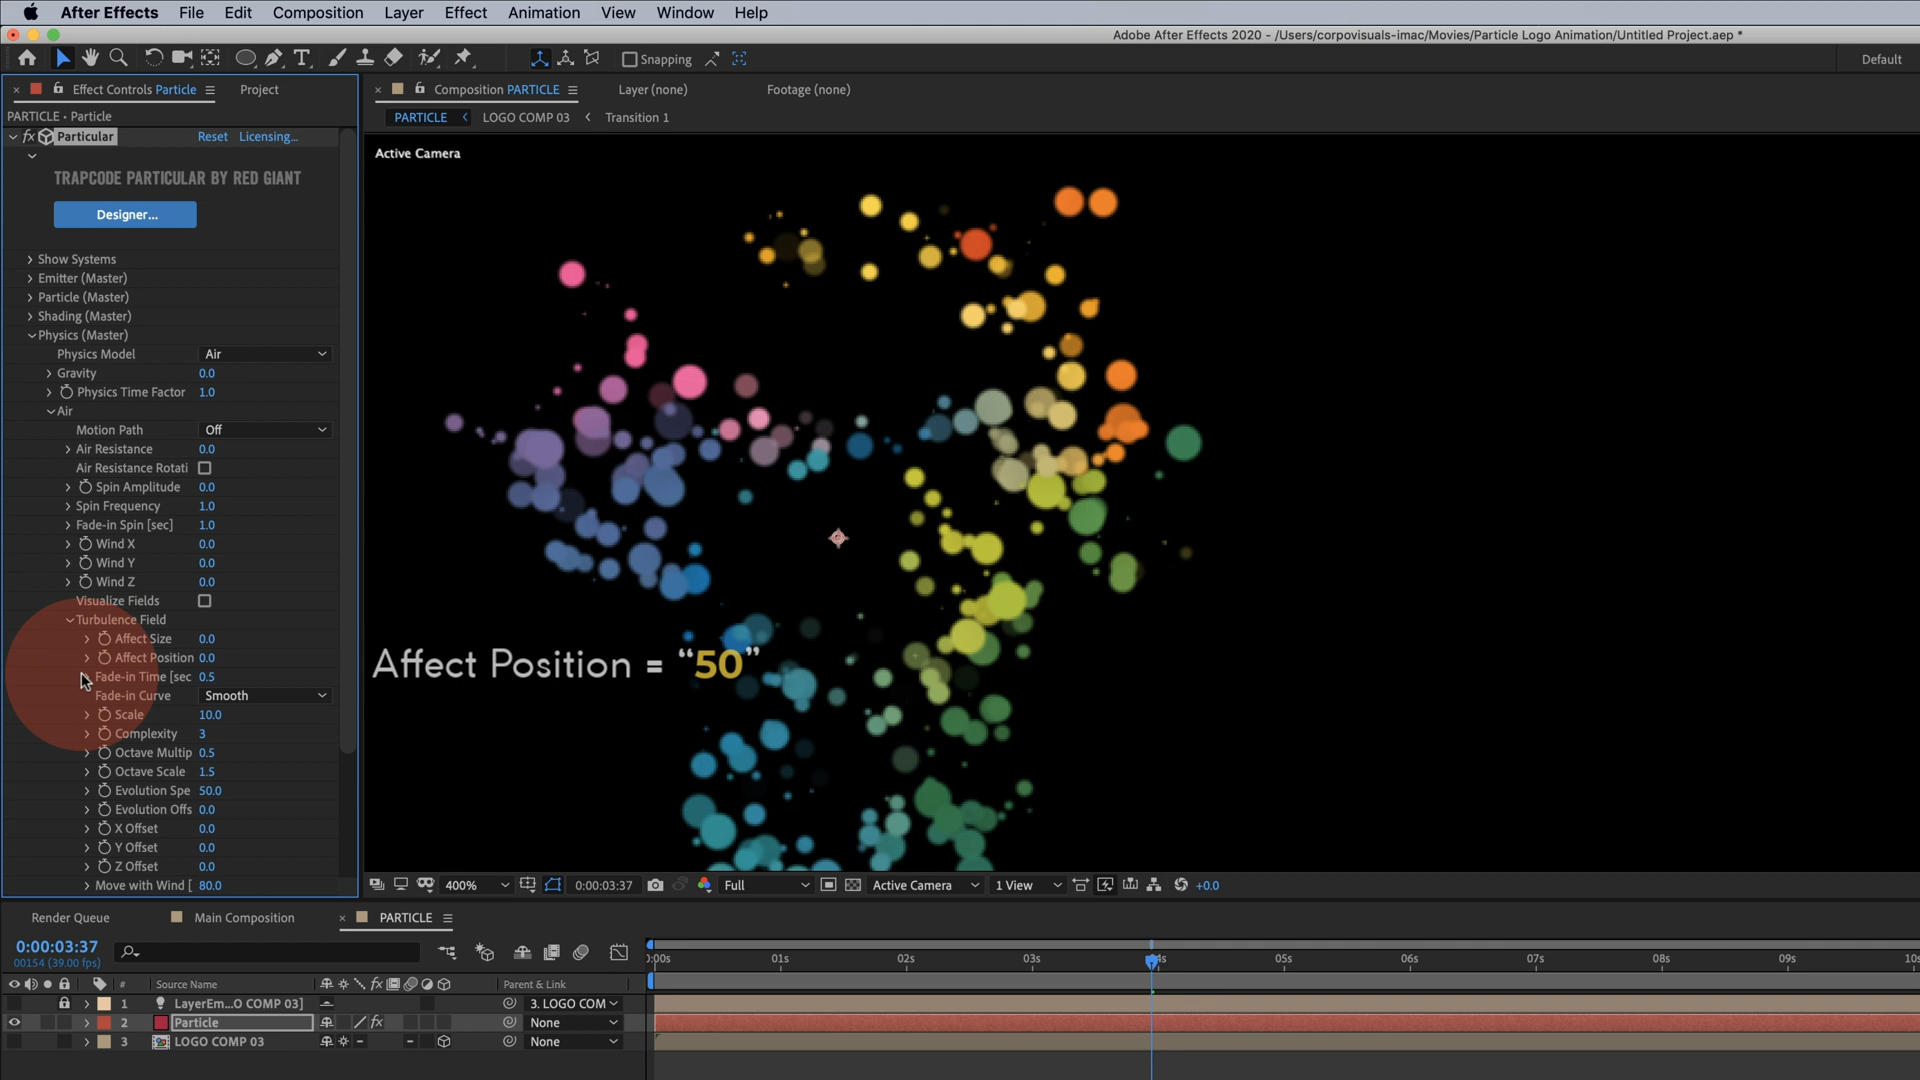 After Effects File Edit Composition Layer Effect Animation View Window Help
Adobe After Effects 2020 - /Users/corpovisuals-imac/Movies/Particle Logo Animation/Untitled Project.aep *
Snapping
Default
Effect Controls Particle
Project
Composition PARTICLE
Layer (none)
Footage (none)
PARTICLE • Particle
PARTICLE LOGO COMP 03 Transition 1
fx Particular Reset Licensing...
Active Camera
TRAPCODE PARTICULAR BY RED GIANT
Designer...
Show Systems
Emitter (Master)
Particle (Master)
Shading (Master)
Physics (Master)
Physics Model Air
Gravity 0.0
Physics Time Factor 1.0
Air
Motion Path Off
Air Resistance 0.0
Air Resistance Rotati
Spin Amplitude 0.0
Spin Frequency 1.0
Fade-in Spin [sec] 1.0
Wind X 0.0
Wind Y 0.0
Wind Z 0.0
Visualize Fields
Turbulence Field
Affect Size 0.0
Affect Position 0.0
Fade-in Time [sec 0.5
Fade-in Curve Smooth
Scale 10.0
Complexity 3
Octave Multip 0.5
Octave Scale 1.5
Evolution Spe 50.0
Evolution Offs 0.0
X Offset 0.0
Y Offset 0.0
Z Offset 0.0
Move with Wind [ 80.0
Affect Position = “50”
400% 0:00:03:37 Full Active Camera 1 View +0.0
Render Queue Main Composition PARTICLE
0:00:03:37
00154 (39.00 fps)
:00s 01s 02s 03s 4s 05s 06s 07s 08s 09s 10s
# Source Name fx Parent & Link
1 LayerEm...O COMP 03] 3. LOGO COM
2 Particle fx None
3 LOGO COMP 03 None